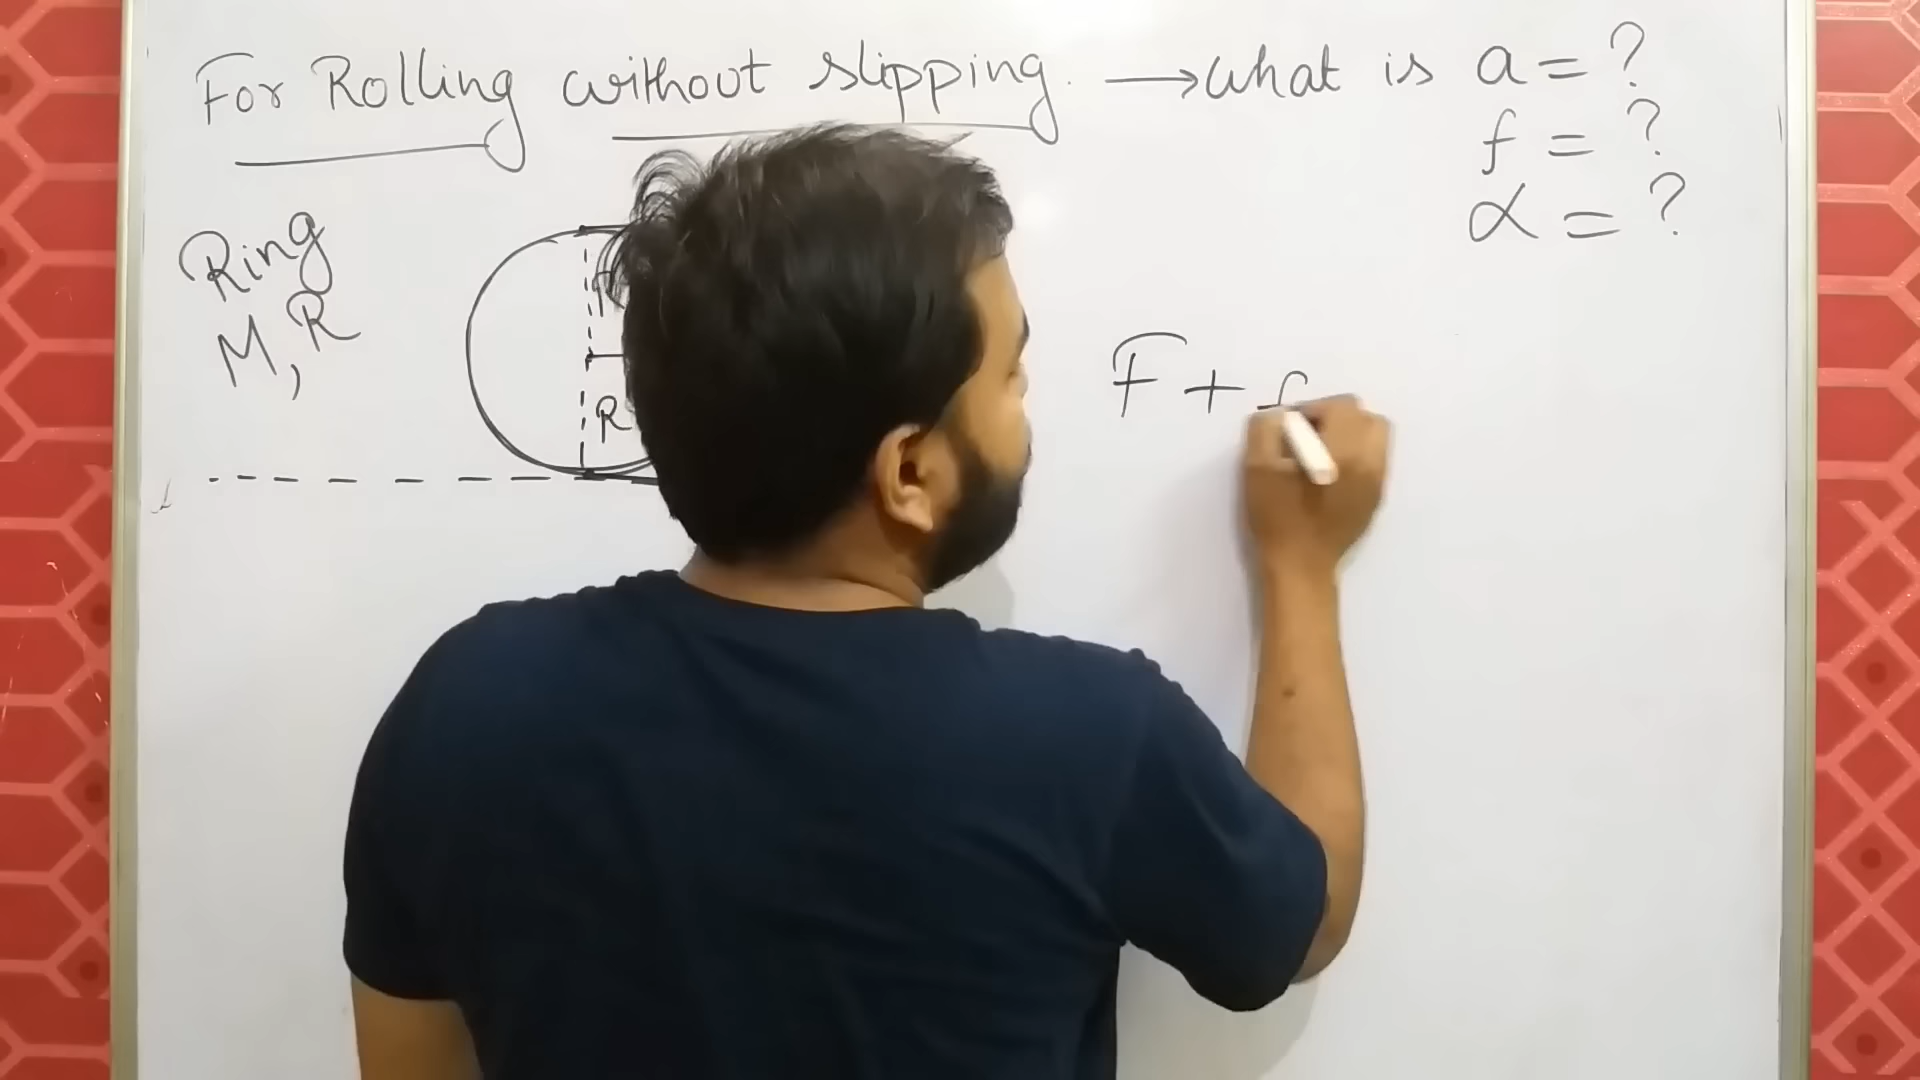 For Rolling without slipping. → what is a = ?
f = ?
α = ?
Ring
M, R
R
F + f